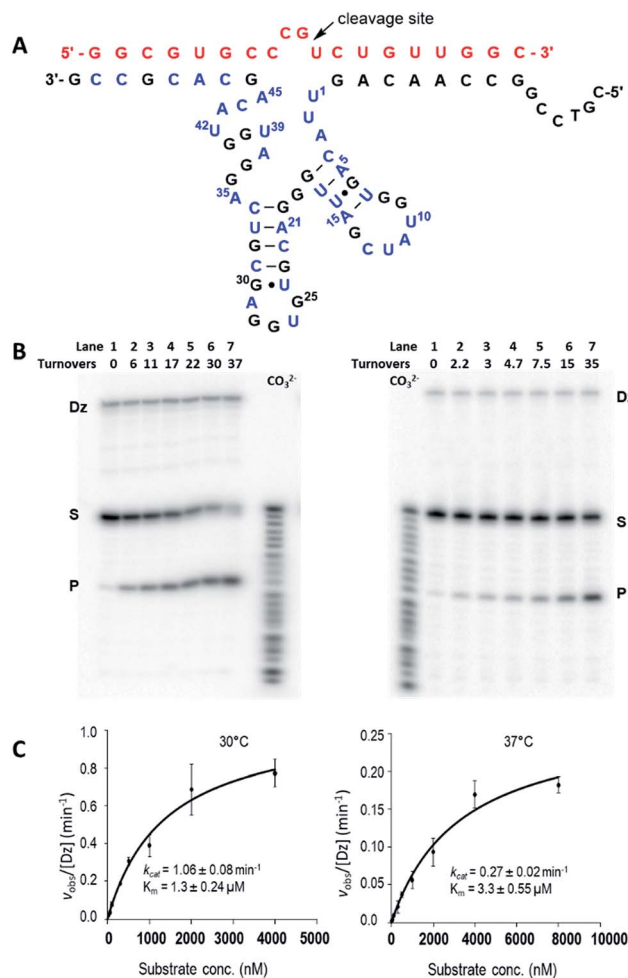 A
C G
cleavage site
5' - G G C G U G C C U C U G U U G G C - 3'
3'-G C C G C A C G G A C A A C C G G C C T G C-5'
A C A45 U1
42U G G U39 U A
G A C A5
G G U A G
35A C – G G U U • U G G
U – A21 15A U10
G – C G C U A
30 C – G
G • U
A G25
G G U
B
Lane 1 2 3 4 5 6 7
Turnovers 0 6 11 17 22 30 37 CO₃²⁻
Dz
S
P
Lane 1 2 3 4 5 6 7
Turnovers 0 2.2 3 4.7 7.5 15 35
CO₃²⁻
S
P
C
30°C
vobs/[Dz] (min⁻¹)
1.0
0.8
0.6
0.4
0.2
0.0
kcat = 1.06 ± 0.08 min⁻¹
Km = 1.3 ± 0.24 µM
0 1000 2000 3000 4000 5000
Substrate conc. (nM)
37°C
vobs/[Dz] (min⁻¹)
0.25
0.20
0.15
0.10
0.05
0.00
kcat = 0.27 ± 0.02 min⁻¹
Km = 3.3 ± 0.55 µM
0 2000 4000 6000 8000 10000
Substrate conc. (nM)